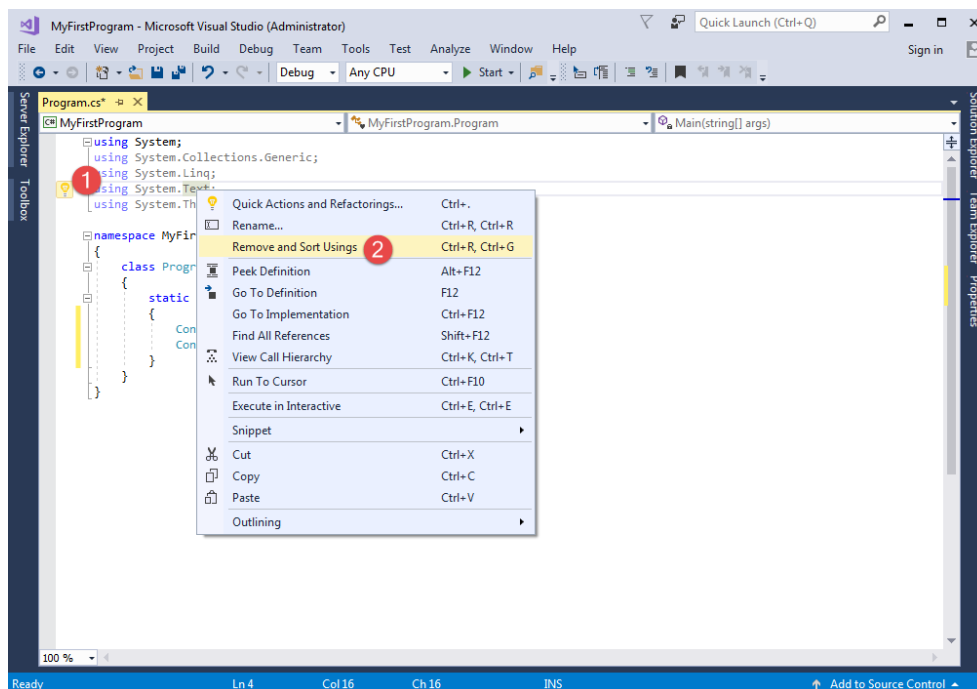 MyFirstProgram - Microsoft Visual Studio (Administrator)
Quick Launch (Ctrl+Q)
File Edit View Project Build Debug Team Tools Test Analyze Window Help Sign in
Debug Any CPU Start
Server Explorer
Toolbox
Program.cs*
C# MyFirstProgram MyFirstProgram.Program Main(string[] args)
using System;
using System.Collections.Generic;
using System.Linq;
1
using System.Text;
using System.Th
namespace MyFir
{
class Progr
{
static
{
Con
Con
}
}
}
Quick Actions and Refactorings... Ctrl+.
Rename... Ctrl+R, Ctrl+R
Remove and Sort Usings 2 Ctrl+R, Ctrl+G
Peek Definition Alt+F12
Go To Definition F12
Go To Implementation Ctrl+F12
Find All References Shift+F12
View Call Hierarchy Ctrl+K, Ctrl+T
Run To Cursor Ctrl+F10
Execute in Interactive Ctrl+E, Ctrl+E
Snippet
Cut Ctrl+X
Copy Ctrl+C
Paste Ctrl+V
Outlining
Solution Explorer
Team Explorer
Properties
100 %
Ready Ln 4 Col 16 Ch 16 INS Add to Source Control